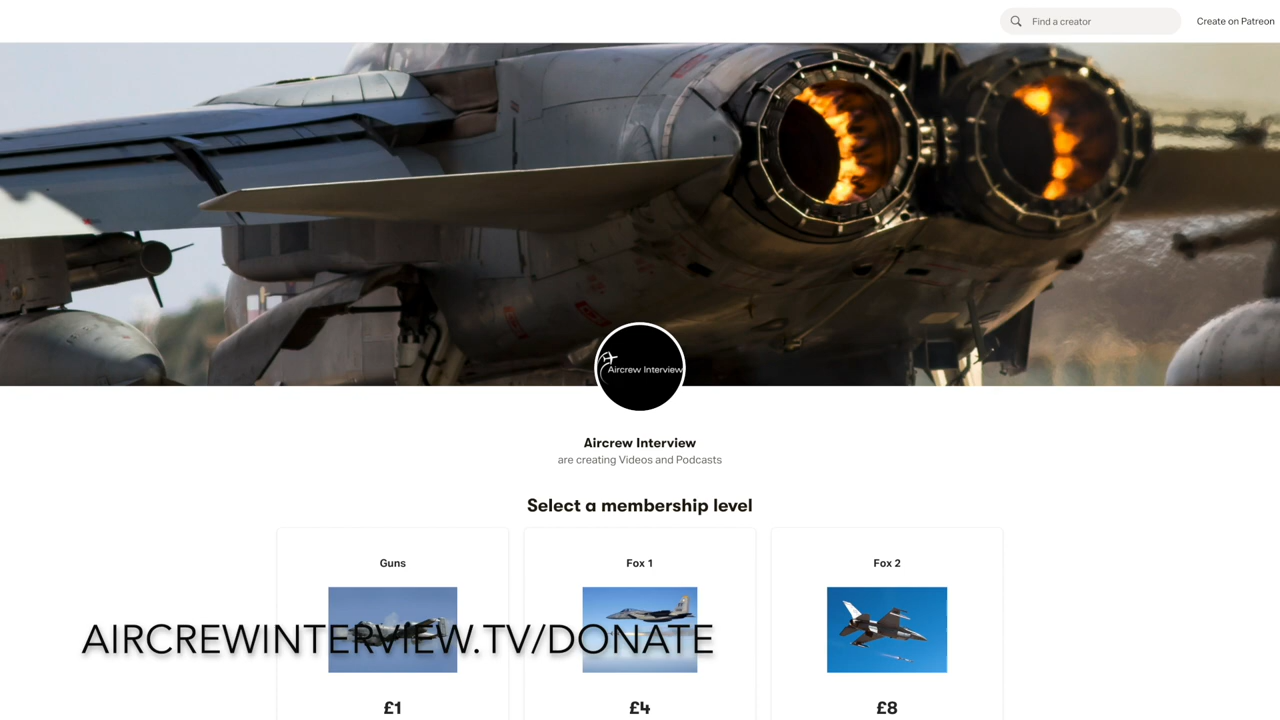 Find a creator
Create on Patreon
Aircrew Interview
Aircrew Interview
are creating Videos and Podcasts
Select a membership level
Guns
Fox 1
Fox 2
AIRCREWINTERVIEW.TV/DONATE
£1
£4
£8